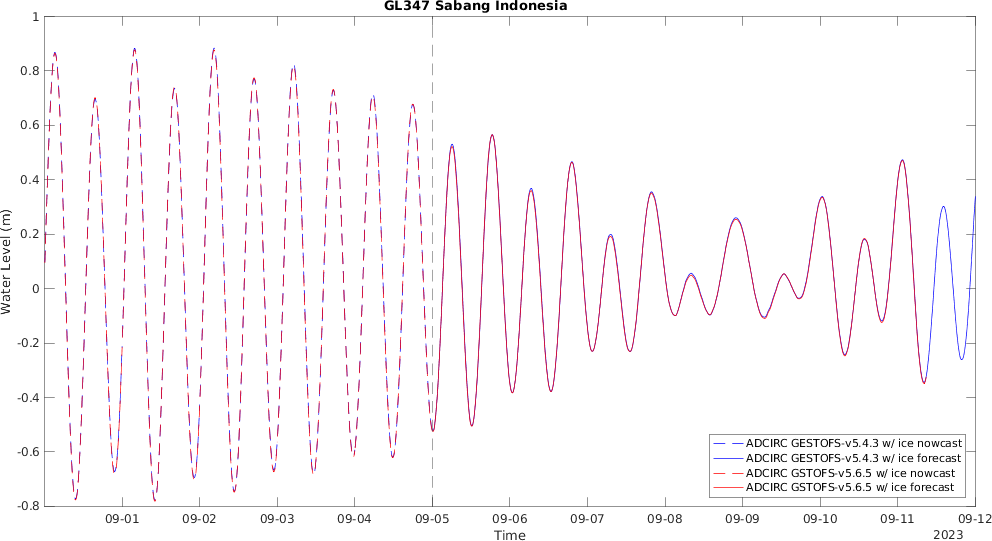 GL347 Sabang Indonesia
Water Level (m)
1
0.8
0.6
0.4
0.2
0
-0.2
-0.4
-0.6
-0.8
09-01 09-02 09-03 09-04 09-05 09-06 09-07 09-08 09-09 09-10 09-11 09-12
Time
2023
ADCIRC GESTOFS-v5.4.3 w/ ice nowcast
ADCIRC GESTOFS-v5.4.3 w/ ice forecast
ADCIRC GSTOFS-v5.6.5 w/ ice nowcast
ADCIRC GSTOFS-v5.6.5 w/ ice forecast